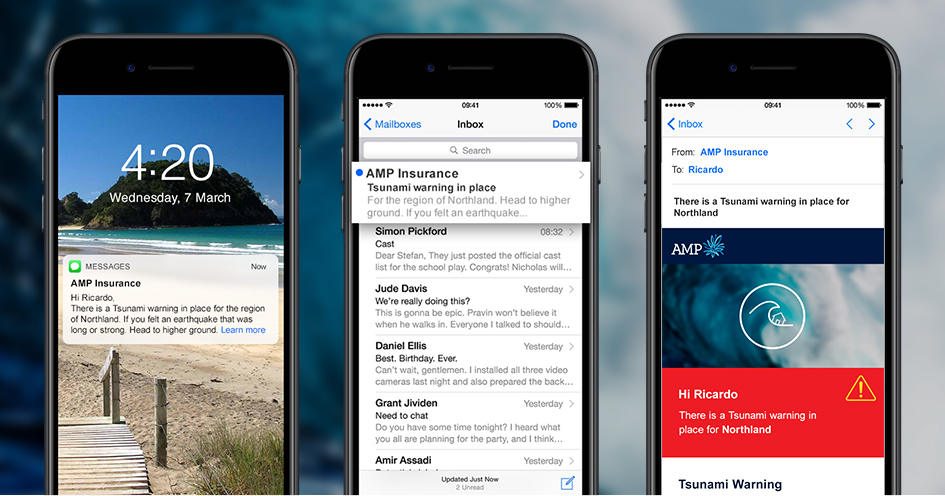 4:20
Wednesday, 7 March
MESSAGES
Now
AMP Insurance
Hi Ricardo,
There is a Tsunami warning in place for the region
of Northland. If you felt an earthquake that was
long or strong. Head to higher ground. Learn more
09:41
100%
Mailboxes
Inbox
Done
Search
AMP Insurance
Tsunami warning in place
For the region of Northland. Head to higher
ground. If you felt an earthquake...
Simon Pickford
08:32
Cast
Dear Stefan, They just posted the official cast
list for the school play. Congrats! Nicholas will...
Jude Davis
Yesterday
We're really doing this?
This is gonna be epic. Pravin won't believe it
when he walks in. Everyone I talked to should...
Daniel Ellis
Yesterday
Best. Birthday. Ever.
Can't wait, gentlemen. I installed all three video
cameras last night and also prepared the back...
Grant Jividen
Yesterday
Need to chat
Do you have some time tonight? I heard what
you all are planning for the party, and I think...
Amir Assadi
Yesterday
Updated Just Now
2 Unread
09:41
100%
Inbox
From: AMP Insurance
To: Ricardo
There is a Tsunami warning in place for
Northland
AMP
Hi Ricardo
There is a Tsunami warning in
place for Northland
Tsunami Warning